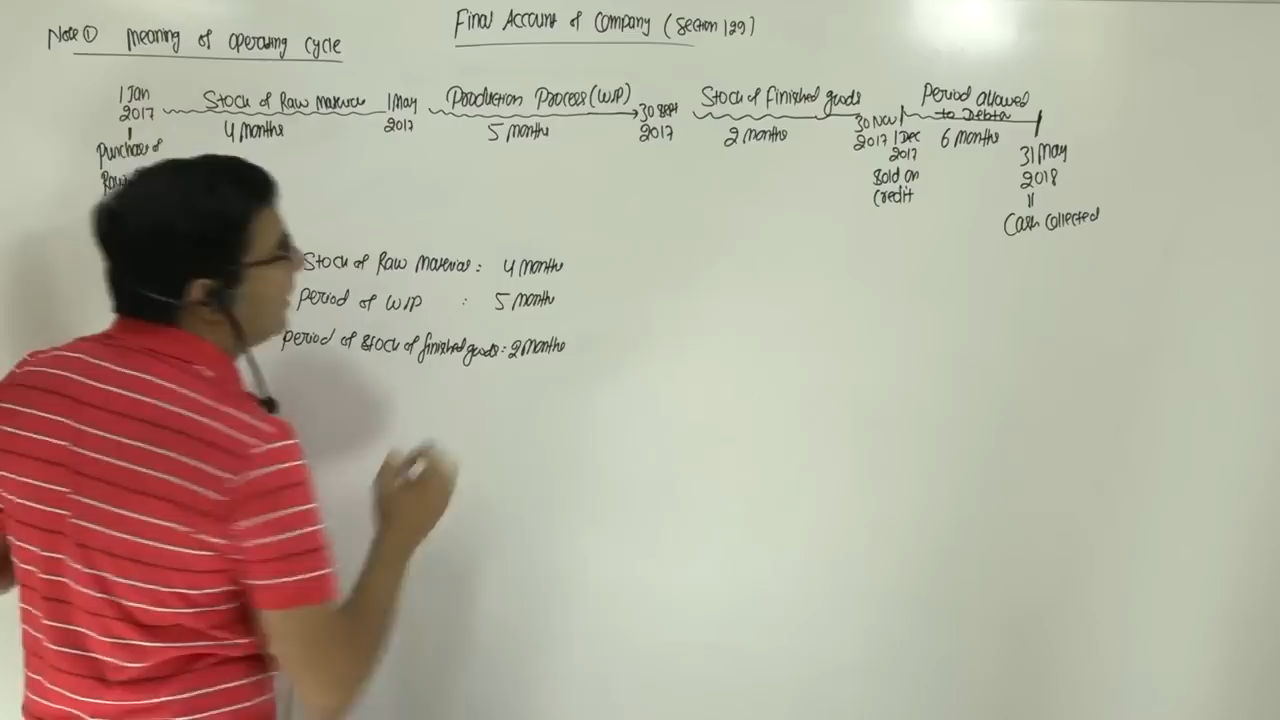 Final Account of Company (Section 129)
Note ① Meaning of Operating Cycle
1 Jan 2017 Stock of Raw Material 4 months
1 May 2017 Production Process (WIP) 5 months
30 Sept 2017 Stock of Finished goods 2 months
30 Nov 2017 1 Dec 2017 Period allowed to Debtor 6 months
Purchase of
Sold on
Credit
31 May
2018
Cash Collected
Stock of Raw Material : 4 months
Period of WIP : 5 month
Period of stock of finished goods : 2 months